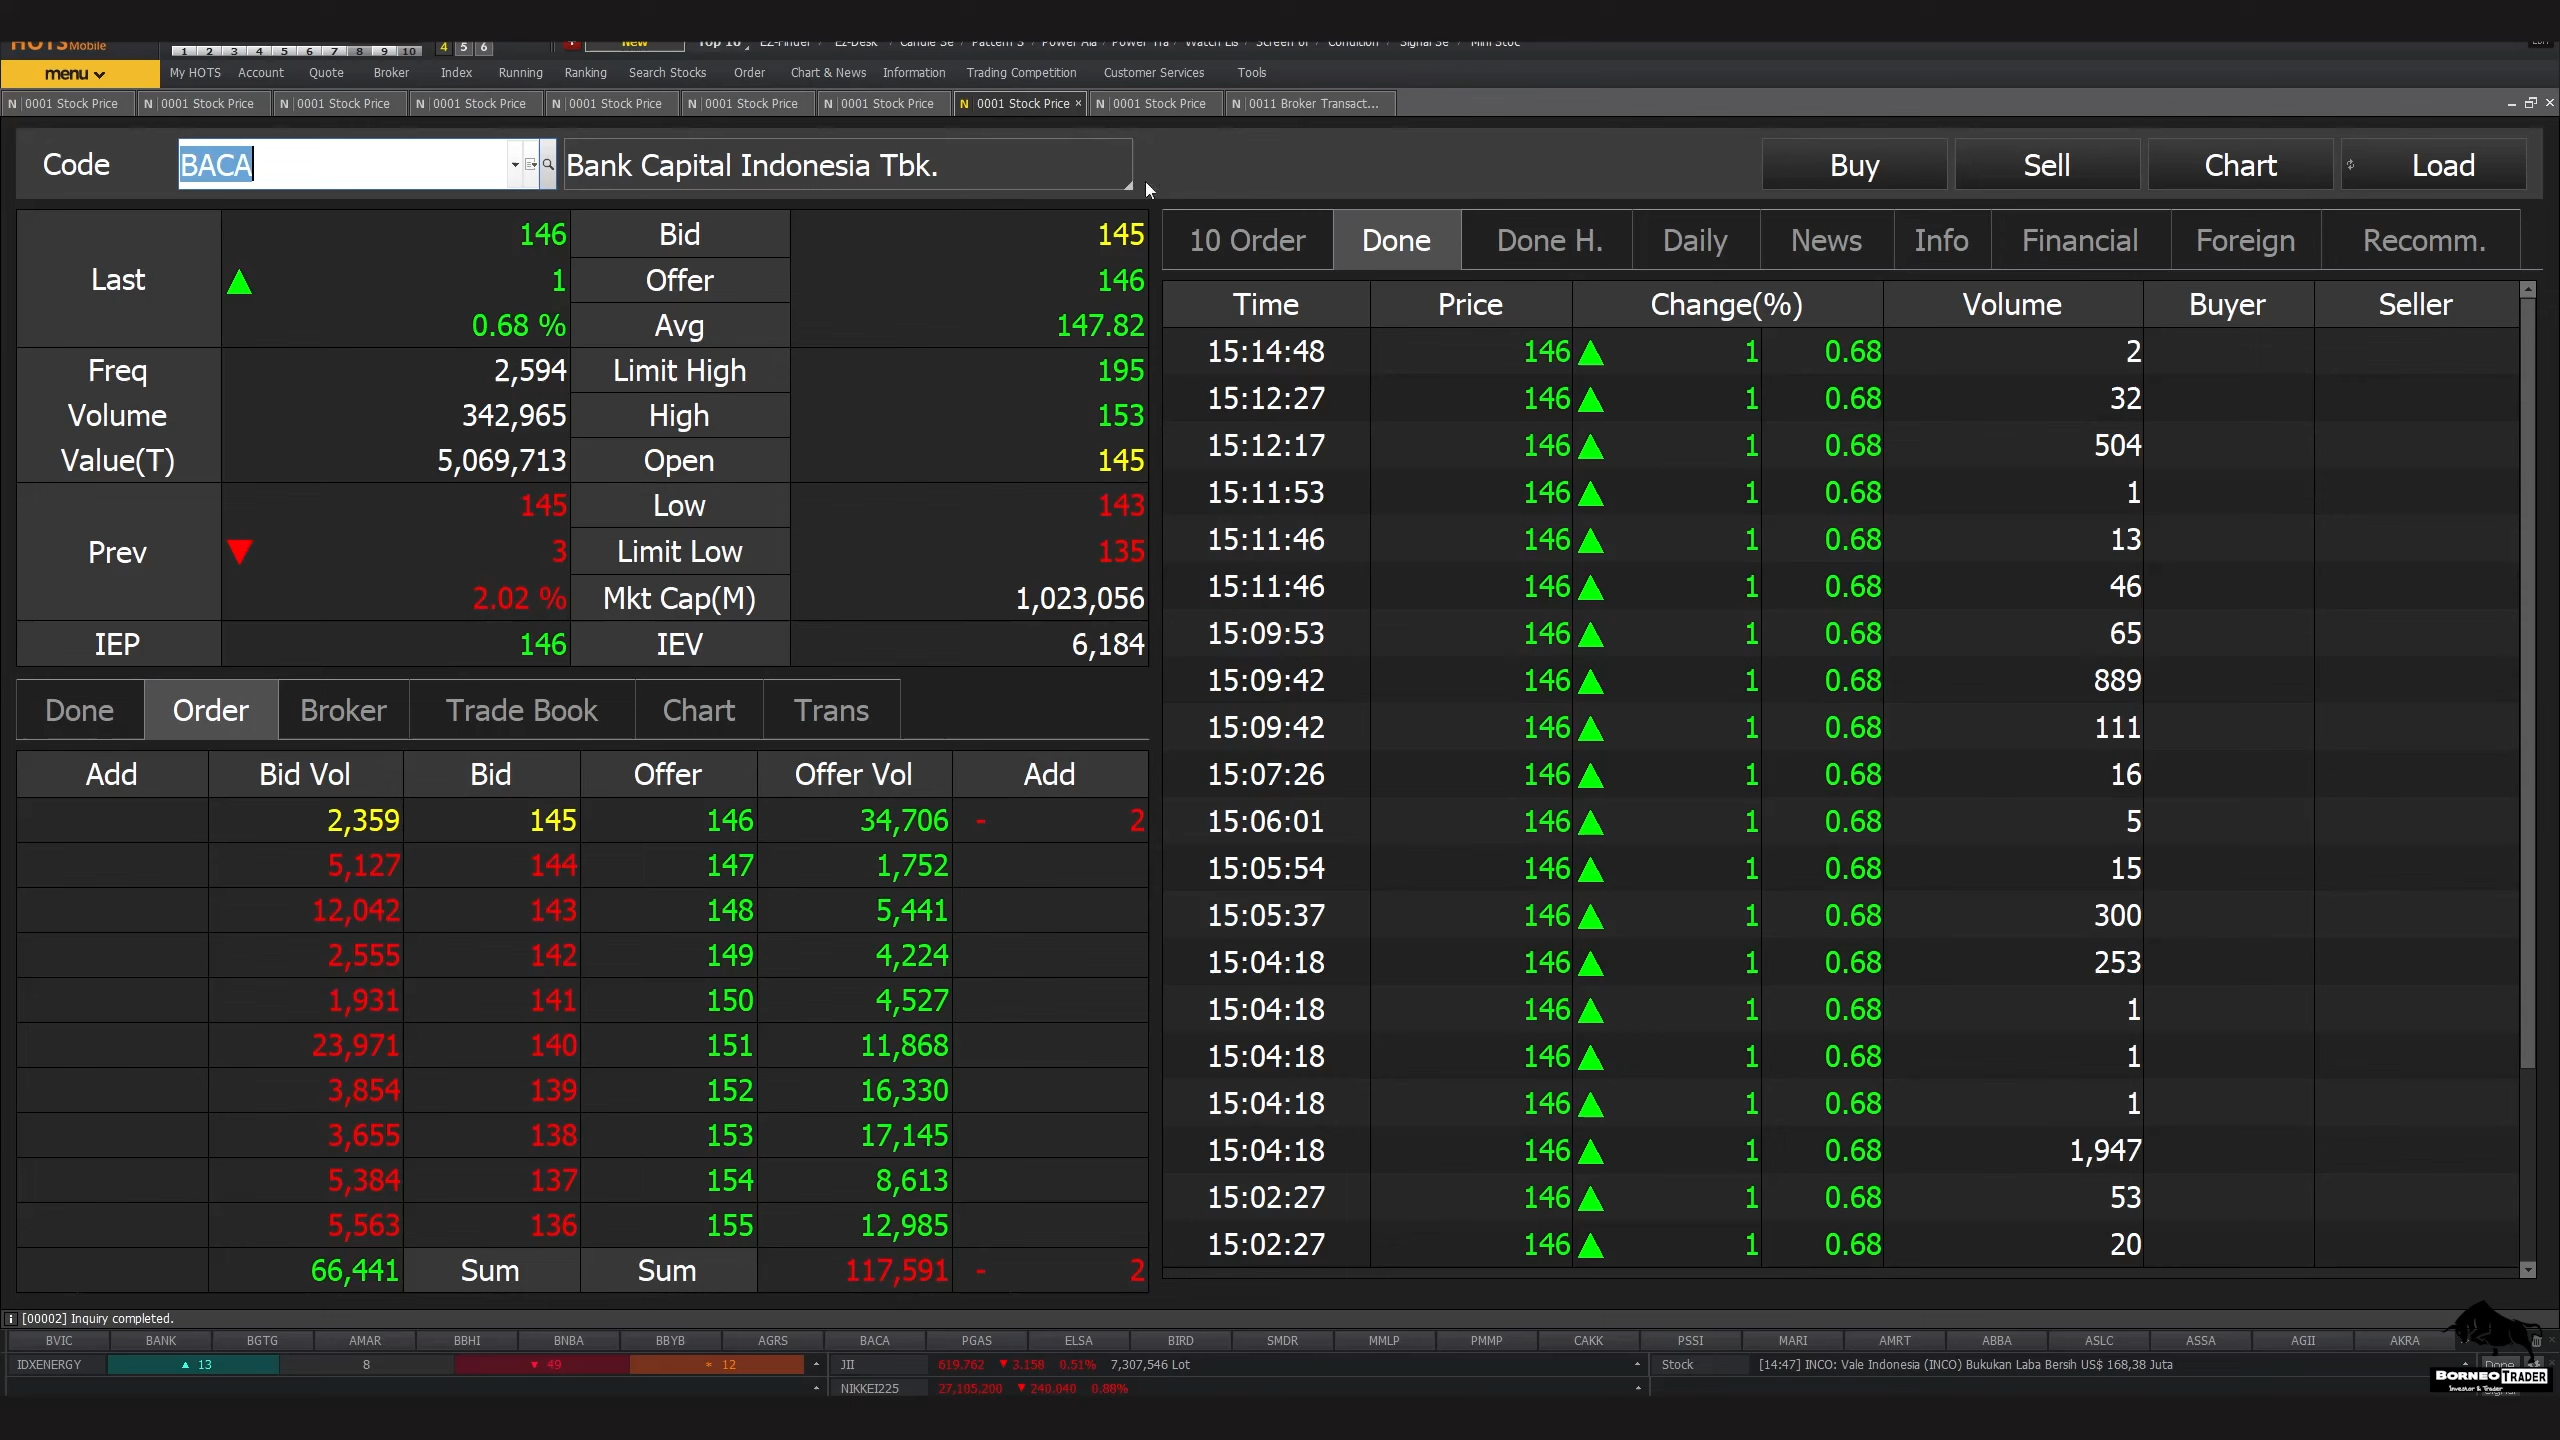 HOTS Mobile 1 2 3 4 5 6 7 8 9 10 4 5 6 New Top 10
menu My HOTS Account Quote Broker Index Running Ranking Search Stocks Order Chart & News Information Trading Competition Customer Services Tools
N 0001 Stock Price N 0001 Stock Price N 0001 Stock Price N 0001 Stock Price N 0001 Stock Price N 0001 Stock Price N 0001 Stock Price N 0001 Stock Price × N 0001 Stock Price N 0011 Broker Transact...
Code BACA Bank Capital Indonesia Tbk. Buy Sell Chart Load
Last 146 Bid 145
▲ 1 Offer 146
0.68 % Avg 147.82
Freq 2,594 Limit High 195
Volume 342,965 High 153
Value(T) 5,069,713 Open 145
Prev 145 Low 143
▼ 3 Limit Low 135
2.02 % Mkt Cap(M) 1,023,056
IEP 146 IEV 6,184
Done Order Broker Trade Book Chart Trans
Add Bid Vol Bid Offer Offer Vol Add
2,359 145 146 34,706 - 2
5,127 144 147 1,752
12,042 143 148 5,441
2,555 142 149 4,224
1,931 141 150 4,527
23,971 140 151 11,868
3,854 139 152 16,330
3,655 138 153 17,145
5,384 137 154 8,613
5,563 136 155 12,985
66,441 Sum Sum 117,591 - 2
10 Order Done Done H. Daily News Info Financial Foreign Recomm.
Time Price Change(%) Volume Buyer Seller
15:14:48 146 ▲ 1 0.68 2
15:12:27 146 ▲ 1 0.68 32
15:12:17 146 ▲ 1 0.68 504
15:11:53 146 ▲ 1 0.68 1
15:11:46 146 ▲ 1 0.68 13
15:11:46 146 ▲ 1 0.68 46
15:09:53 146 ▲ 1 0.68 65
15:09:42 146 ▲ 1 0.68 889
15:09:42 146 ▲ 1 0.68 111
15:07:26 146 ▲ 1 0.68 16
15:06:01 146 ▲ 1 0.68 5
15:05:54 146 ▲ 1 0.68 15
15:05:37 146 ▲ 1 0.68 300
15:04:18 146 ▲ 1 0.68 253
15:04:18 146 ▲ 1 0.68 1
15:04:18 146 ▲ 1 0.68 1
15:04:18 146 ▲ 1 0.68 1
15:04:18 146 ▲ 1 0.68 1,947
15:02:27 146 ▲ 1 0.68 53
15:02:27 146 ▲ 1 0.68 20
[00002] Inquiry completed.
BVIC BANK BGTG AMAR BBHI BNBA BBYB AGRS BACA PGAS ELSA BIRD SMDR MMLP PMMP CAKK PSSI MARI AMRT ABBA ASLC ASSA AGII AKRA
IDXENERGY ▲ 13 8 ▼ 49 * 12 JII 619.762 ▼ 3.158 0.51% 7,307,546 Lot Stock [14:47] INCO: Vale Indonesia (INCO) Bukukan Laba Bersih US$ 168,38 Juta
NIKKEI225 27,105.200 ▼ 240.040 0.88%
BORNEO TRADER
Investor & Trader